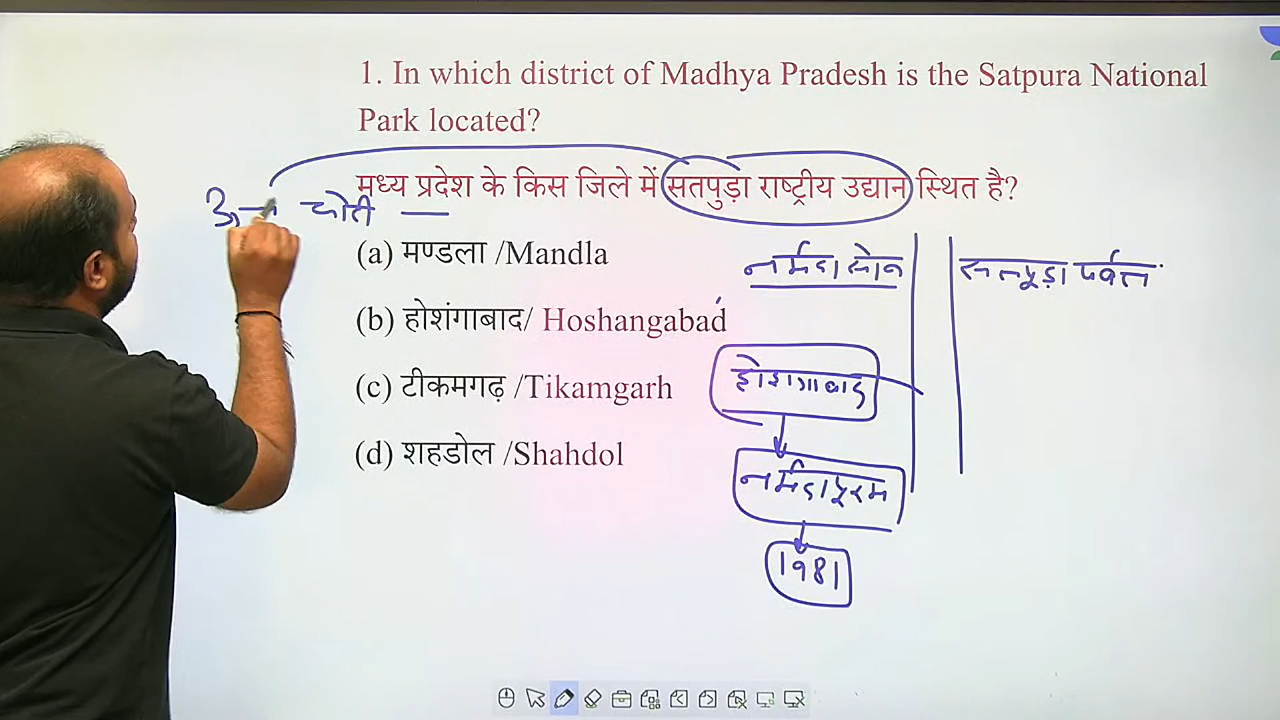 1. In which district of Madhya Pradesh is the Satpura National
Park located?
मध्य प्रदेश के किस जिले में सतपुड़ा राष्ट्रीय उद्यान स्थित है?
चोटी —
(a) मण्डला /Mandla
(b) होशंगाबाद/ Hoshangabad
(c) टीकमगढ़ /Tikamgarh
(d) शहडोल /Shahdol
नर्मदा सोन
सतपूड़ा पर्वत
होशंगाबाद
नर्मदापुरम
1981